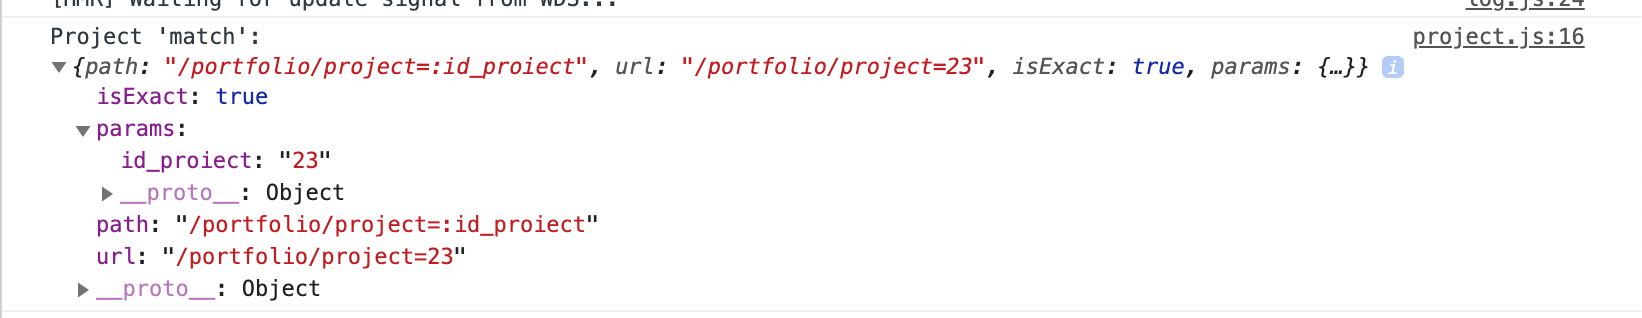 [HMR] Waiting for update signal from WDS... log.js:24
Project 'match': project.js:16
{path: "/portfolio/project=:id_proiect", url: "/portfolio/project=23", isExact: true, params: {…}} i
isExact: true
params:
id_proiect: "23"
__proto__: Object
path: "/portfolio/project=:id_proiect"
url: "/portfolio/project=23"
__proto__: Object